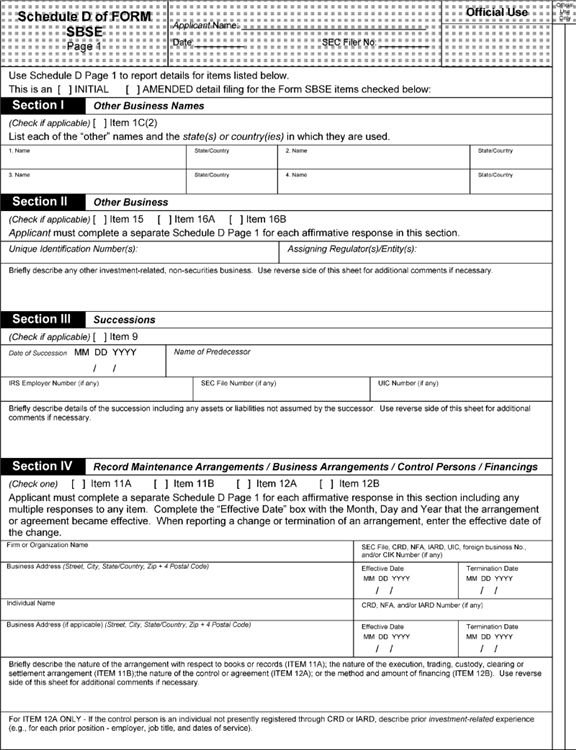 Schedule D of FORM
SBSE
Page 1
Applicant Name:
Date:
SEC Filer No:
Official Use
Official
Use
Only
Use Schedule D Page 1 to report details for items listed below.
This is an [ ] INITIAL [ ] AMENDED detail filing for the Form SBSE items checked below:
Section I Other Business Names
(Check if applicable) [ ] Item 1C(2)
List each of the “other” names and the state(s) or country(ies) in which they are used.
1. Name State/Country 2. Name State/Country
3. Name State/Country 4. Name State/Country
Section II Other Business
(Check if applicable) [ ] Item 15 [ ] Item 16A [ ] Item 16B
Applicant must complete a separate Schedule D Page 1 for each affirmative response in this section.
Unique Identification Number(s): Assigning Regulator(s)/Entity(s):
Briefly describe any other investment-related, non-securities business. Use reverse side of this sheet for additional comments if necessary.
Section III Successions
(Check if applicable) [ ] Item 9
Date of Succession MM DD YYYY Name of Predecessor
/ /
IRS Employer Number (if any) SEC File Number (if any) UIC Number (if any)
Briefly describe details of the succession including any assets or liabilities not assumed by the successor. Use reverse side of this sheet for additional
comments if necessary.
Section IV Record Maintenance Arrangements / Business Arrangements / Control Persons / Financings
(Check one) [ ] Item 11A [ ] Item 11B [ ] Item 12A [ ] Item 12B
Applicant must complete a separate Schedule D Page 1 for each affirmative response in this section including any
multiple responses to any item. Complete the “Effective Date” box with the Month, Day and Year that the arrangement
or agreement became effective. When reporting a change or termination of an arrangement, enter the effective date of
the change.
Firm or Organization Name SEC File, CRD, NFA, IARD, UIC, foreign business No.,
and/or CIK Number (if any)
Business Address (Street, City, State/Country, Zip + 4 Postal Code) Effective Date Termination Date
MM DD YYYY MM DD YYYY
/ / / /
Individual Name CRD, NFA, and/or IARD Number (if any)
Business Address (if applicable) (Street, City, State/Country, Zip + 4 Postal Code) Effective Date Termination Date
MM DD YYYY MM DD YYYY
/ / / /
Briefly describe the nature of the arrangement with respect to books or records (ITEM 11A); the nature of the execution, trading, custody, clearing or
settlement arrangement (ITEM 11B);the nature of the control or agreement (ITEM 12A); or the method and amount of financing (ITEM 12B). Use reverse
side of this sheet for additional comments if necessary.
For ITEM 12A ONLY - If the control person is an individual not presently registered through CRD or IARD, describe prior investment-related experience
(e.g., for each prior position - employer, job title, and dates of service).